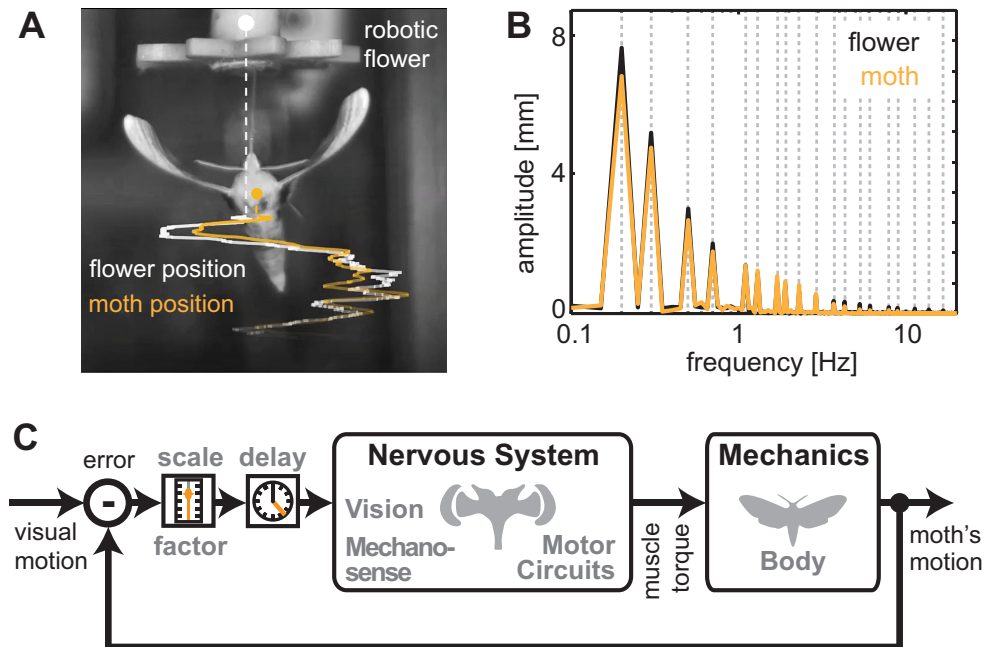 A
robotic
flower
flower position
moth position
B
flower
moth
8
4
0
amplitude [mm]
0.1
1
10
frequency [Hz]
C
error
scale
factor
delay
visual
motion
-
Nervous System
Vision
Mechano-
sense
Motor
Circuits
muscle
torque
Mechanics
Body
moth's
motion